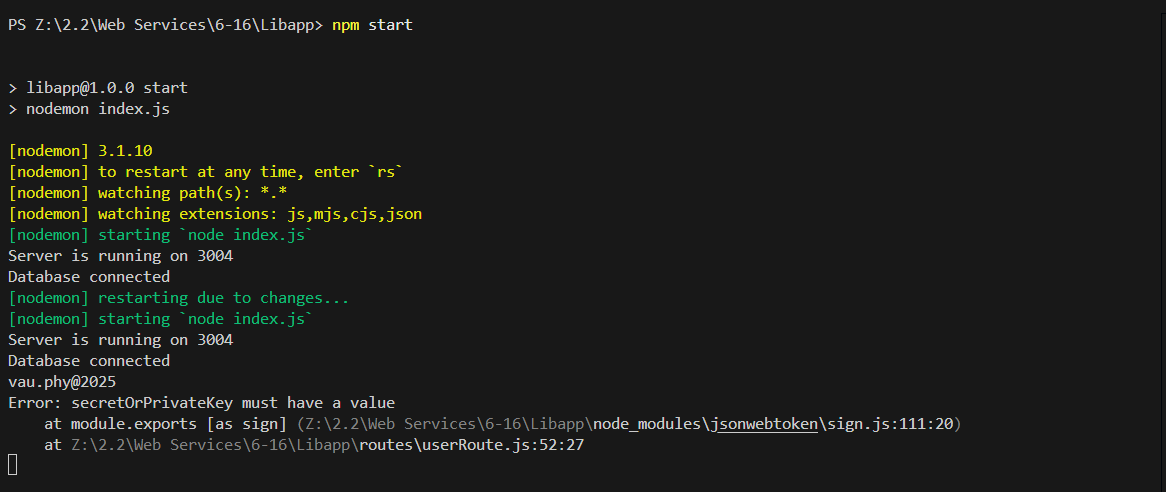 PS Z:\2.2\Web Services\6-16\Libapp> npm start
> libapp@1.0.0 start
> nodemon index.js
[nodemon] 3.1.10
[nodemon] to restart at any time, enter `rs`
[nodemon] watching path(s): *.*
[nodemon] watching extensions: js,mjs,cjs,json
[nodemon] starting `node index.js`
Server is running on 3004
Database connected
[nodemon] restarting due to changes...
[nodemon] starting `node index.js`
Server is running on 3004
Database connected
vau.phy@2025
Error: secretOrPrivateKey must have a value
    at module.exports [as sign] (Z:\2.2\Web Services\6-16\Libapp\node_modules\jsonwebtoken\sign.js:111:20)
    at Z:\2.2\Web Services\6-16\Libapp\routes\userRoute.js:52:27